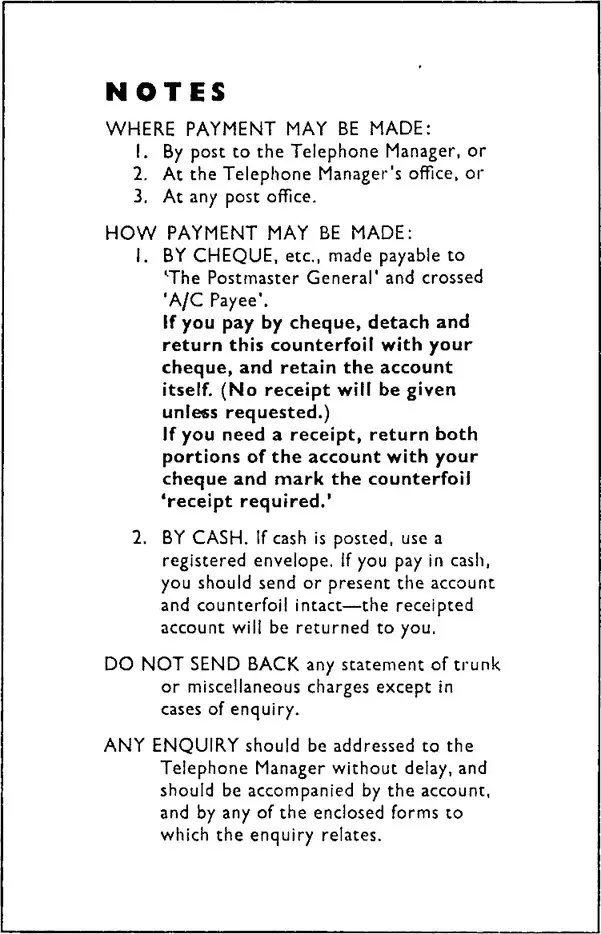 NOTES
WHERE PAYMENT MAY BE MADE:
1. By post to the Telephone Manager, or
2. At the Telephone Manager's office, or
3. At any post office.
HOW PAYMENT MAY BE MADE:
1. BY CHEQUE, etc., made payable to
'The Postmaster General' and crossed
'A/C Payee'.
If you pay by cheque, detach and
return this counterfoil with your
cheque, and retain the account
itself. (No receipt will be given
unless requested.)
If you need a receipt, return both
portions of the account with your
cheque and mark the counterfoil
'receipt required.'
2. BY CASH. If cash is posted, use a
registered envelope. If you pay in cash,
you should send or present the account
and counterfoil intact—the receipted
account will be returned to you.
DO NOT SEND BACK any statement of trunk
or miscellaneous charges except in
cases of enquiry.
ANY ENQUIRY should be addressed to the
Telephone Manager without delay, and
should be accompanied by the account,
and by any of the enclosed forms to
which the enquiry relates.